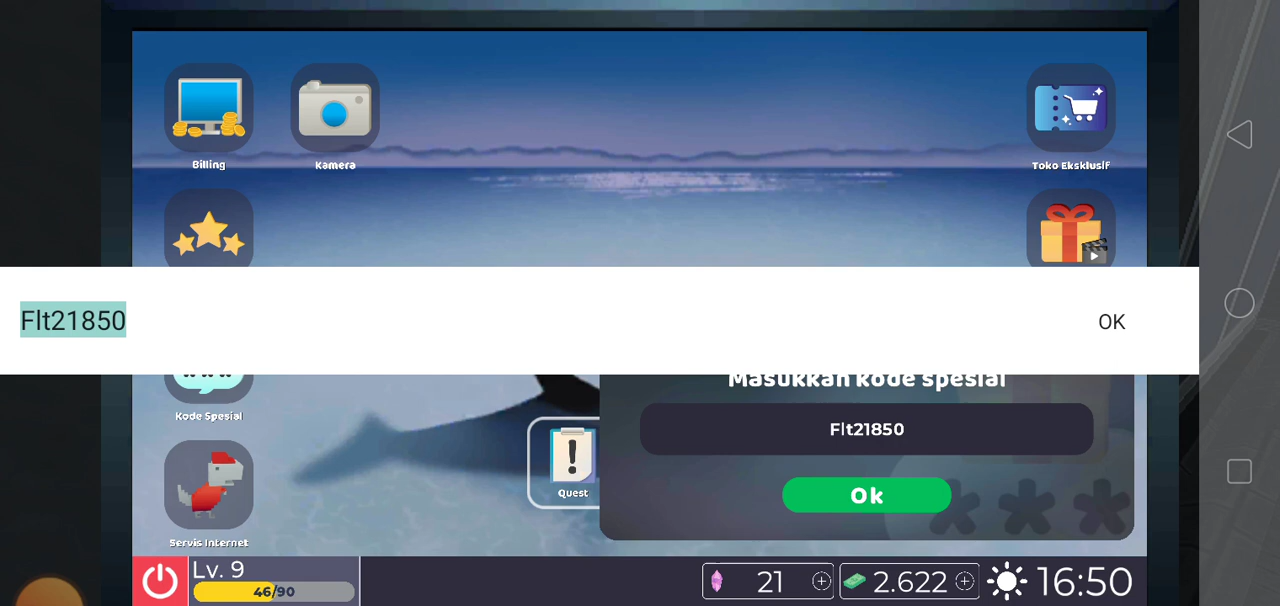 Billing
Kamera
Toko Eksklusif
Flt21850
OK
Masukkan kode spesial
Kode Spesial
Flt21850
Quest
Ok
Servis Internet
Lv. 9
46/90
21
2.622
16:50